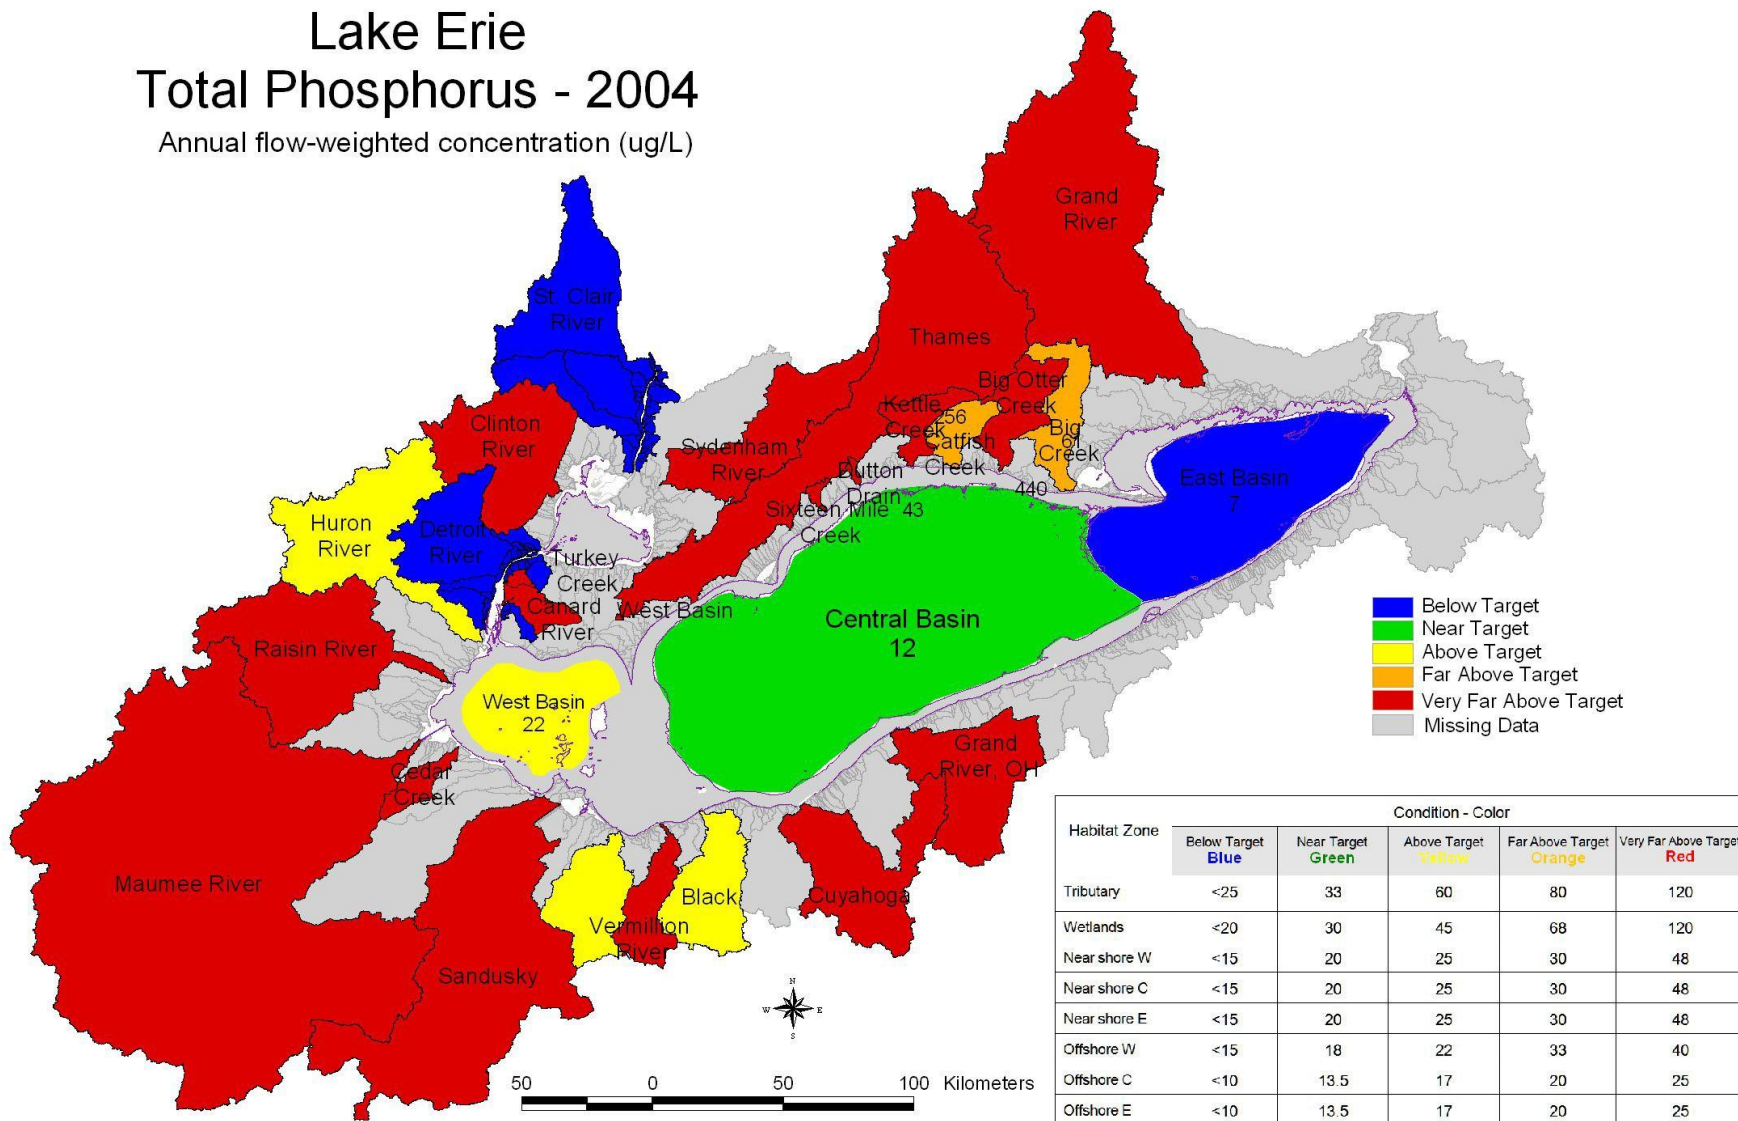 Lake Erie
Total Phosphorus - 2004
Annual flow-weighted concentration (ug/L)
Grand
River
St. Clair
River
Thames
Big Otter
Creek
Kettle
Creek
256
Catfish
Creek
Big
61
Creek
Clinton
River
Sydenham
River
Dutton
Drain
440
East Basin
7
Sixteen Mile
Creek
43
Huron
River
Detroit
River
Turkey
Creek
Canard
River
West Basin
Central Basin
12
Raisin River
West Basin
22
Below Target
Near Target
Above Target
Far Above Target
Very Far Above Target
Missing Data
Cedar
Creek
Grand
River, OH
Maumee River
Black
Cuyahoga
Vermillion
River
Sandusky
N
W E
S
50 0 50 100 Kilometers
Habitat Zone Condition - Color
Below Target Near Target Above Target Far Above Target Very Far Above Target
Blue Green Yellow Orange Red
Tributary <25 33 60 80 120
Wetlands <20 30 45 68 120
Near shore W <15 20 25 30 48
Near shore C <15 20 25 30 48
Near shore E <15 20 25 30 48
Offshore W <15 18 22 33 40
Offshore C <10 13.5 17 20 25
Offshore E <10 13.5 17 20 25